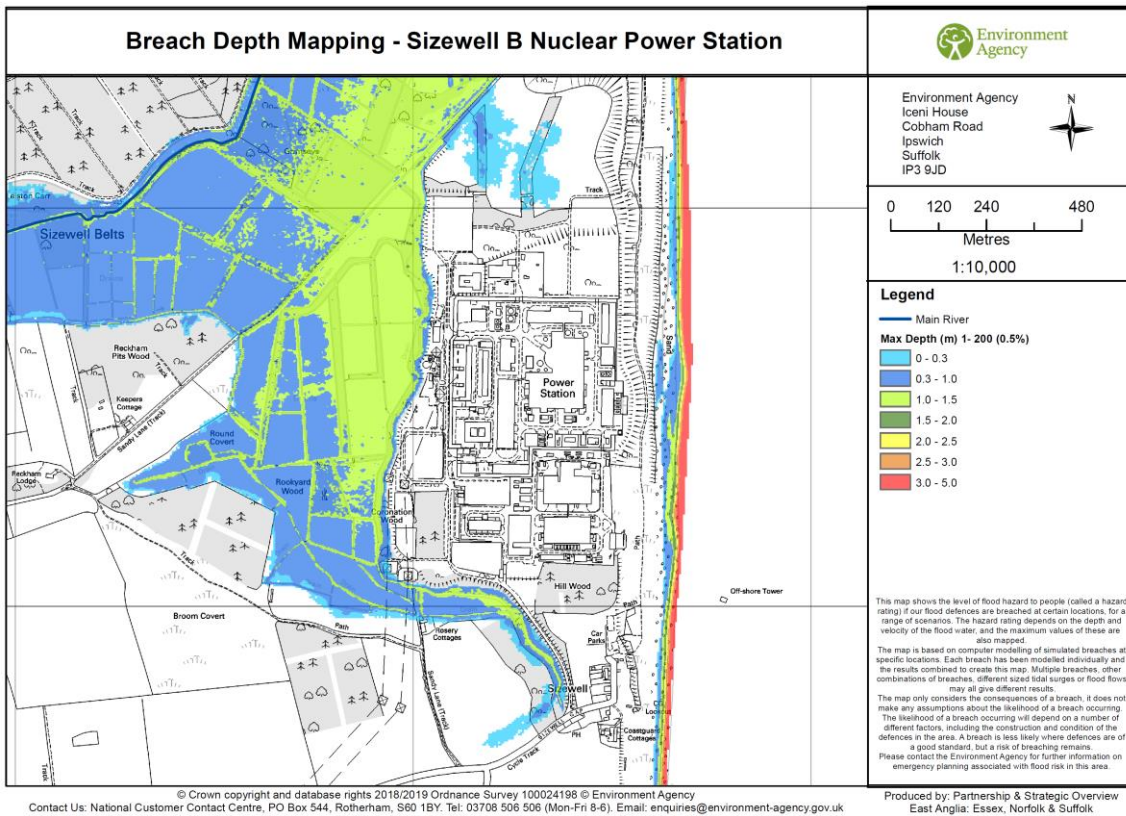 Breach Depth Mapping - Sizewell B Nuclear Power Station
Environment
Agency
Environment Agency
Iceni House
Cobham Road
Ipswich
Suffolk
IP3 9JD
N
0 120 240 480
Metres
1:10,000
Legend
Main River
Max Depth (m) 1- 200 (0.5%)
0 - 0.3
0.3 - 1.0
1.0 - 1.5
1.5 - 2.0
2.0 - 2.5
2.5 - 3.0
3.0 - 5.0
This map shows the level of flood hazard to people (called a hazard
rating) if our flood defences are breached at certain locations, for a
range of scenarios. The hazard rating depends on the depth and
velocity of the flood water, and the maximum values of these are
also mapped.
The map is based on computer modelling of simulated breaches at
specific locations. Each breach has been modelled individually and
the results combined to create this map. Multiple breaches, other
combinations of breaches, different sized tidal surges or flood flows
may all give different results.
The map only considers the consequences of a breach, it does not
make any assumptions about the likelihood of a breach occurring.
The likelihood of a breach occurring will depend on a number of
different factors, including the construction and condition of the
defences in the area. A breach is less likely where defences are of
a good standard, but a risk of breaching remains.
Please contact the Environment Agency for further information on
emergency planning associated with flood risk in this area.
Track
Track
Track
Sizewell Belts
Reckham
Pits Wood
Track
Keepers
Cottage
Sandy Lane (Track)
Round
Covert
Reckham
Lodge
Rookyard
Wood
Coronation
Wood
Power
Station
Sand
Path
Hill Wood
Off-shore Tower
Track
Broom Covert
Path
Rosery
Cottages
Path
Car
Parks
Sandy Lane (Track)
Sizewell
PH
Coastguard
Cottages
Cycle Track
Track
© Crown copyright and database rights 2018/2019 Ordnance Survey 100024198 © Environment Agency
Contact Us: National Customer Contact Centre, PO Box 544, Rotherham, S60 1BY. Tel: 03708 506 506 (Mon-Fri 8-6). Email: enquiries@environment-agency.gov.uk
Produced by: Partnership & Strategic Overview
East Anglia: Essex, Norfolk & Suffolk